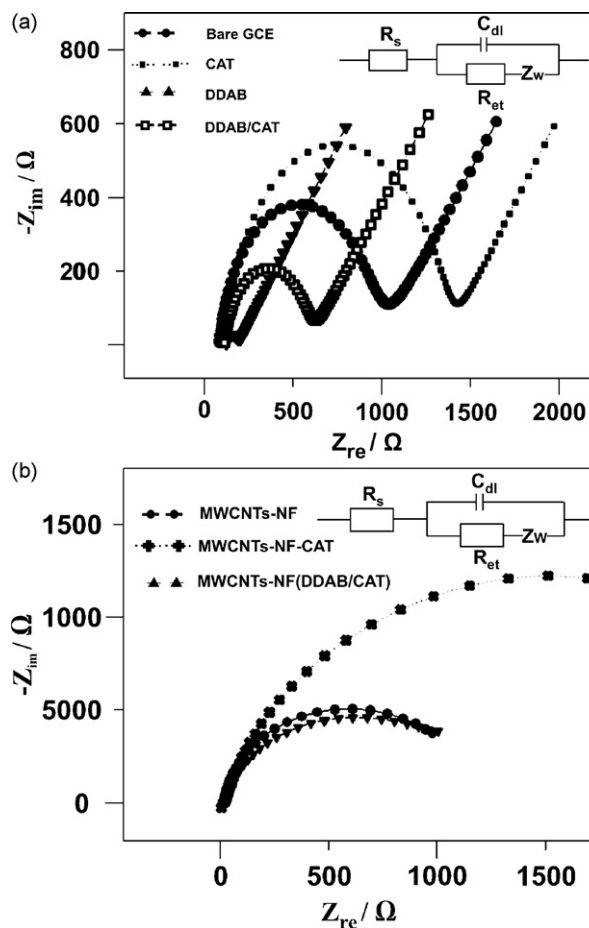 (a)
Bare GCE
CAT
DDAB
DDAB/CAT
R_s
C_dl
Z_w
R_et
800
600
400
200
0
500
1000
1500
2000
-Z_im / Ω
Z_re / Ω
(b)
MWCNTs-NF
MWCNTs-NF-CAT
MWCNTs-NF(DDAB/CAT)
R_s
C_dl
Z_W
R_et
1500
1000
5000
0
0
500
1000
1500
-Z_im / Ω
Z_re / Ω